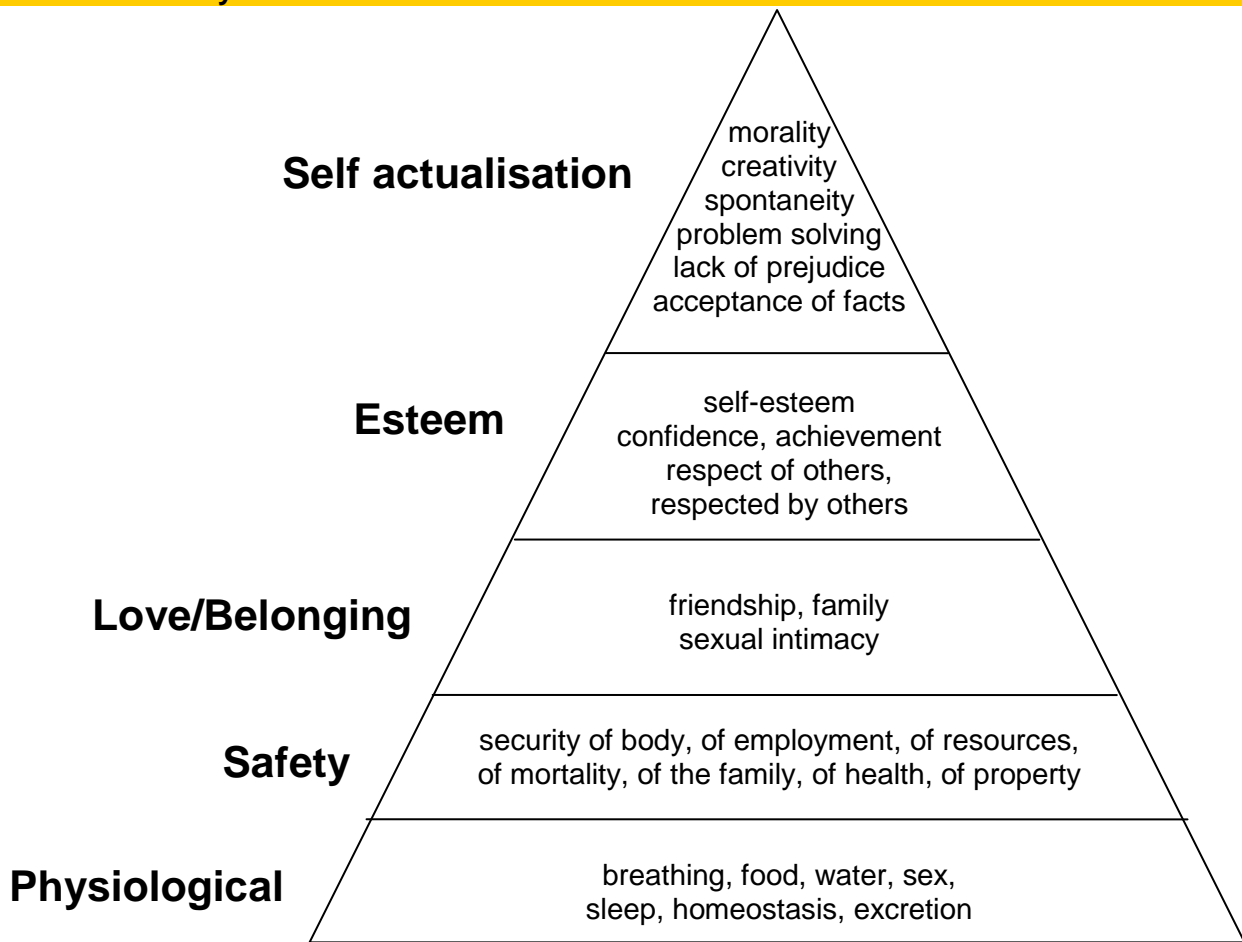 Self actualisation
morality
creativity
spontaneity
problem solving
lack of prejudice
acceptance of facts
Esteem
self-esteem
confidence, achievement
respect of others,
respected by others
Love/Belonging
friendship, family
sexual intimacy
Safety
security of body, of employment, of resources,
of mortality, of the family, of health, of property
Physiological
breathing, food, water, sex,
sleep, homeostasis, excretion